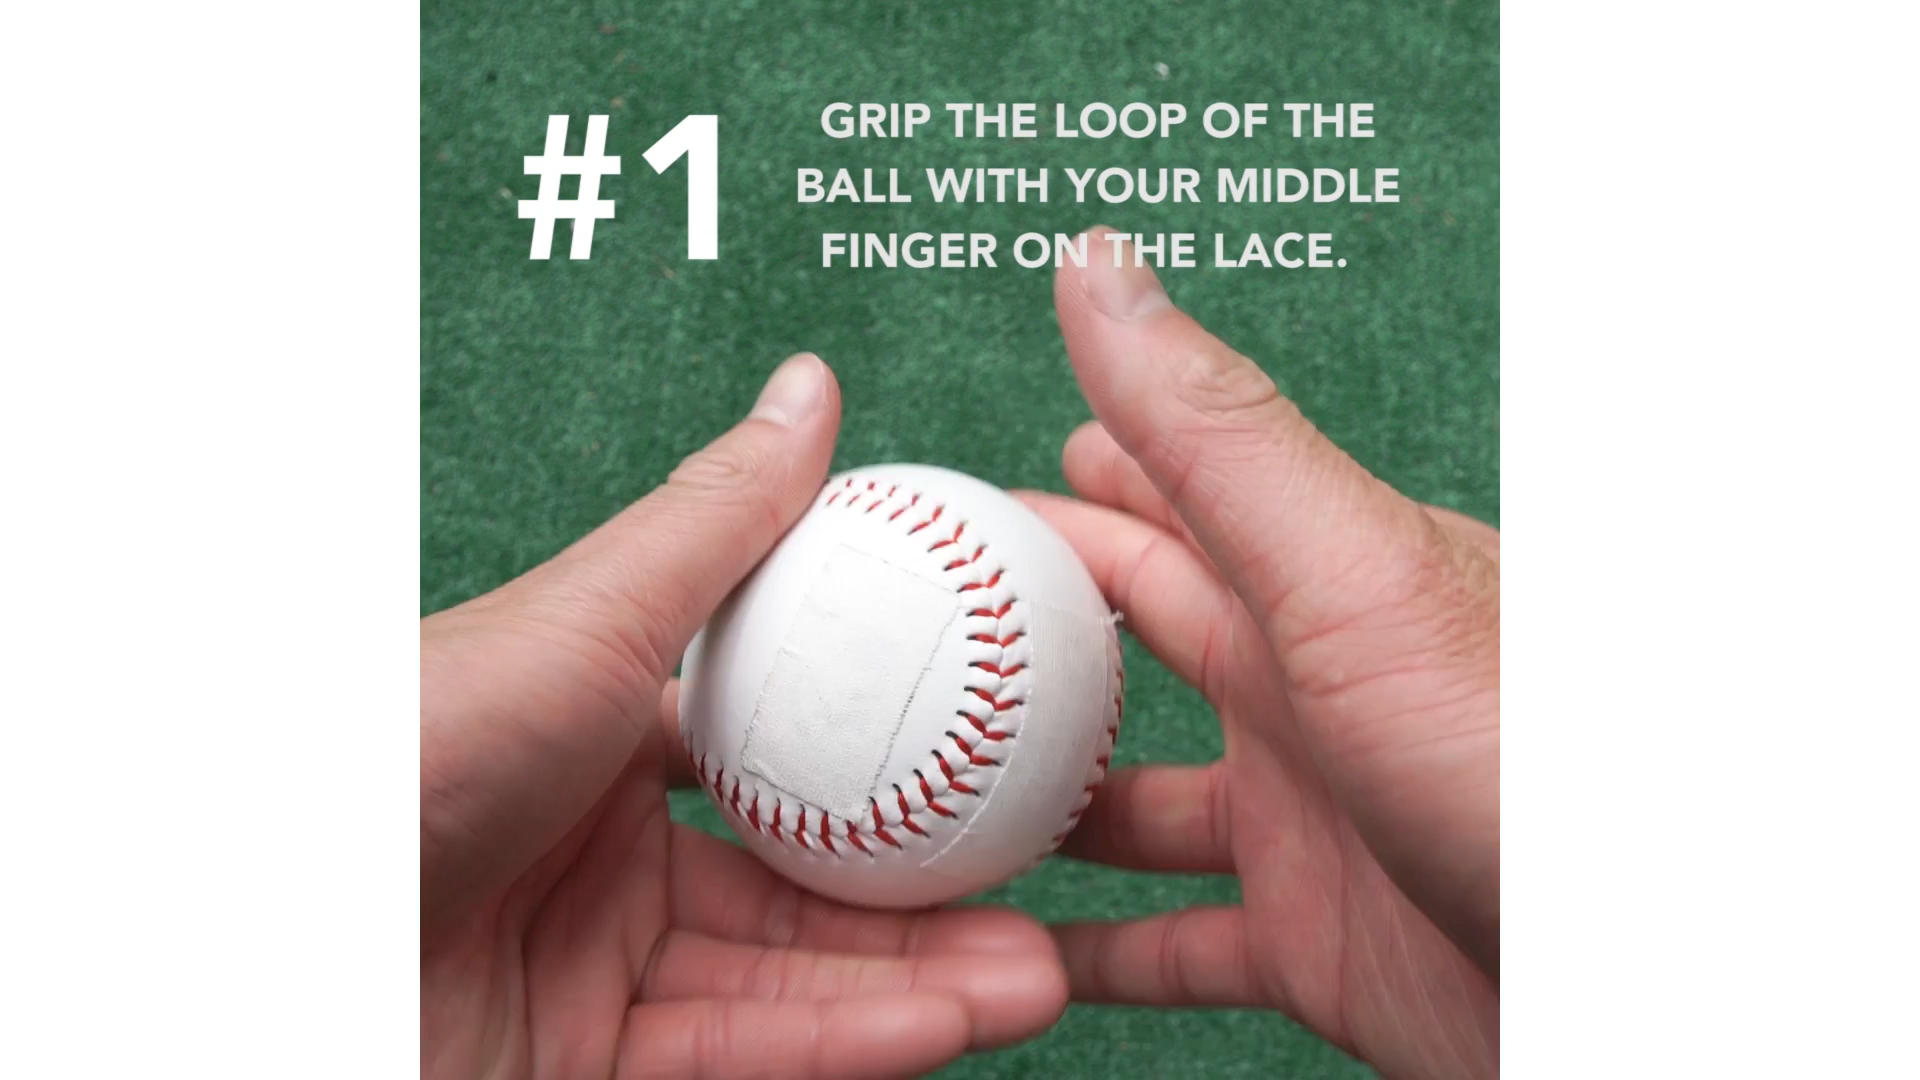 #1
GRIP THE LOOP OF THE
BALL WITH YOUR MIDDLE
FINGER ON THE LACE.